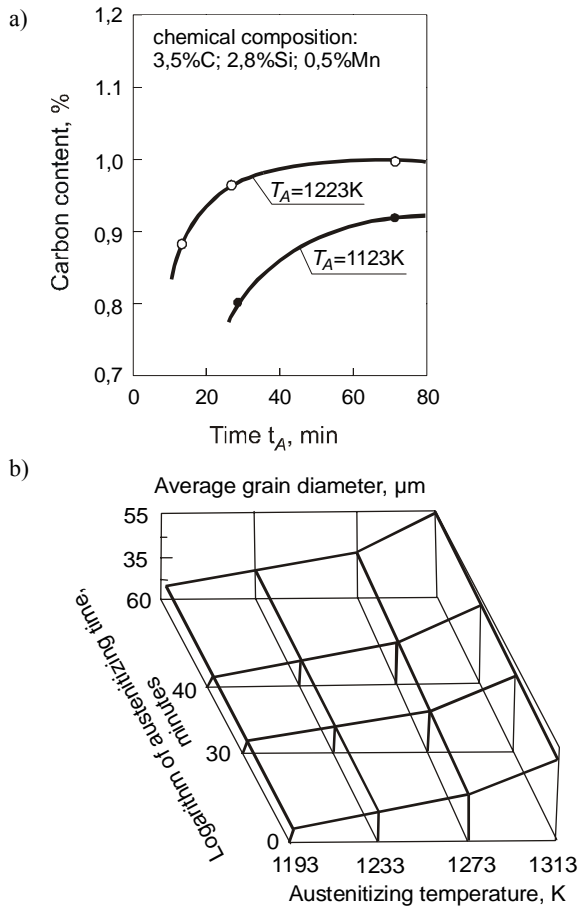 a)
1,2
chemical composition:
3,5%C; 2,8%Si; 0,5%Mn
1.1
Carbon content, %
1,0
T_A=1223K
0,9
T_A=1123K
0,8
0,7
0 20 40 60 80
Time t_A, min
b)
Average grain diameter, μm
55
35
60
40
30
0
Logarithm of austenitizing time,
minutes
1193 1233 1273 1313
Austenitizing temperature, K